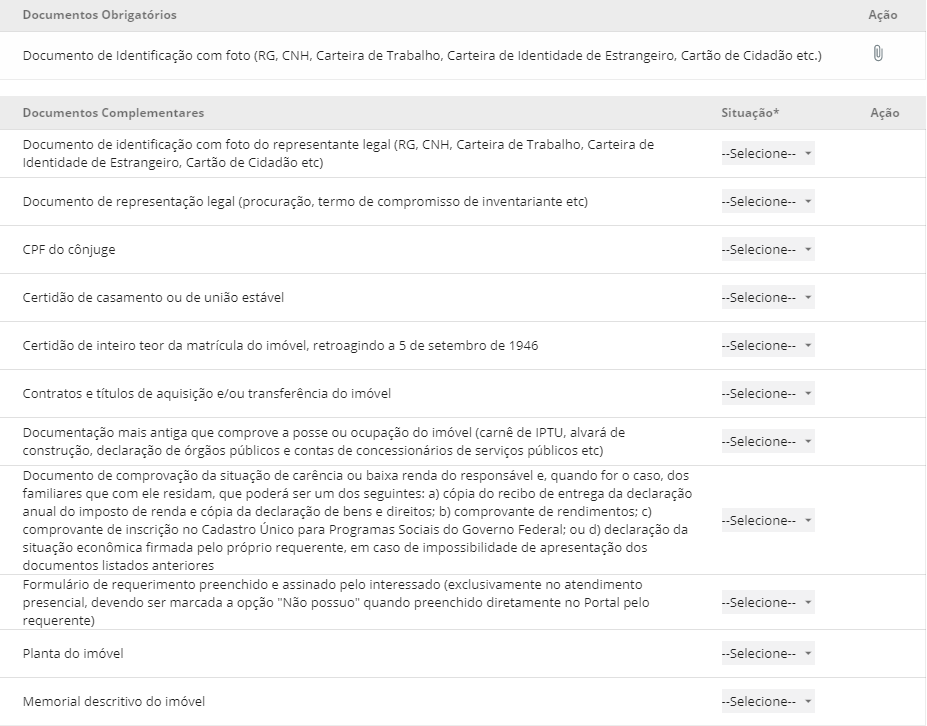 Documentos Obrigatórios Ação
Documento de Identificação com foto (RG, CNH, Carteira de Trabalho, Carteira de Identidade de Estrangeiro, Cartão de Cidadão etc.)
Documentos Complementares Situação* Ação
Documento de identificação com foto do representante legal (RG, CNH, Carteira de Trabalho, Carteira de
Identidade de Estrangeiro, Cartão de Cidadão etc)
--Selecione--
Documento de representação legal (procuração, termo de compromisso de inventariante etc)
--Selecione--
CPF do cônjuge
--Selecione--
Certidão de casamento ou de união estável
--Selecione--
Certidão de inteiro teor da matrícula do imóvel, retroagindo a 5 de setembro de 1946
--Selecione--
Contratos e títulos de aquisição e/ou transferência do imóvel
--Selecione--
Documentação mais antiga que comprove a posse ou ocupação do imóvel (carnê de IPTU, alvará de
construção, declaração de órgãos públicos e contas de concessionários de serviços públicos etc)
--Selecione--
Documento de comprovação da situação de carência ou baixa renda do responsável e, quando for o caso, dos
familiares que com ele residam, que poderá ser um dos seguintes: a) cópia do recibo de entrega da declaração
anual do imposto de renda e cópia da declaração de bens e direitos; b) comprovante de rendimentos; c)
comprovante de inscrição no Cadastro Único para Programas Sociais do Governo Federal; ou d) declaração da
situação econômica firmada pelo próprio requerente, em caso de impossibilidade de apresentação dos
documentos listados anteriores
--Selecione--
Formulário de requerimento preenchido e assinado pelo interessado (exclusivamente no atendimento
presencial, devendo ser marcada a opção "Não possuo" quando preenchido diretamente no Portal pelo
requerente)
--Selecione--
Planta do imóvel
--Selecione--
Memorial descritivo do imóvel
--Selecione--